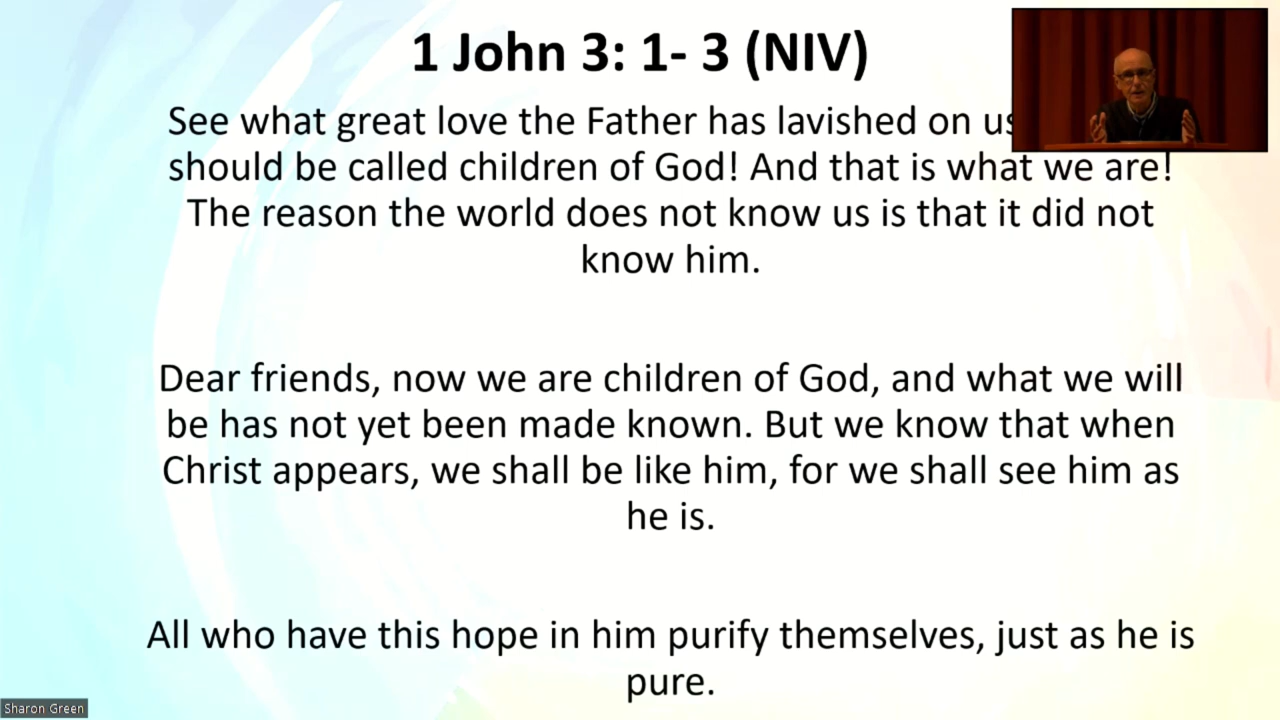 1 John 3: 1- 3 (NIV)
See what great love the Father has lavished on us
should be called children of God! And that is what we are!
The reason the world does not know us is that it did not
know him.
Dear friends, now we are children of God, and what we will
be has not yet been made known. But we know that when
Christ appears, we shall be like him, for we shall see him as
he is.
All who have this hope in him purify themselves, just as he is
pure.
Sharon Green